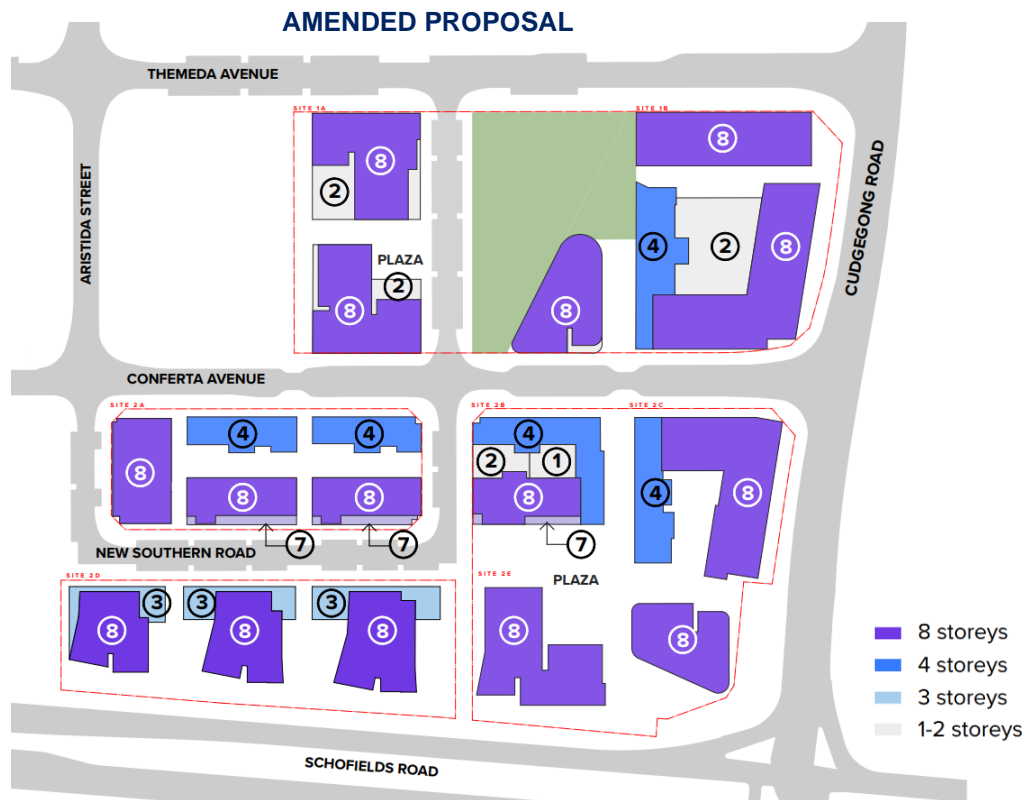 AMENDED PROPOSAL
THEMEDA AVENUE
SITE 1A
SITE 1B
8
8
2
ARISTIDA STREET
CUDGEGONG ROAD
4
2
8
PLAZA
2
8
8
CONFERTA AVENUE
SITE 2A
SITE 2B
SITE 2C
4
4
4
8
2
1
8
8
8
4
8
7
7
7
NEW SOUTHERN ROAD
SITE 2D
SITE 2E
PLAZA
3
3
3
8
8
8
8
8
8 storeys
4 storeys
3 storeys
1-2 storeys
SCHOFIELDS ROAD